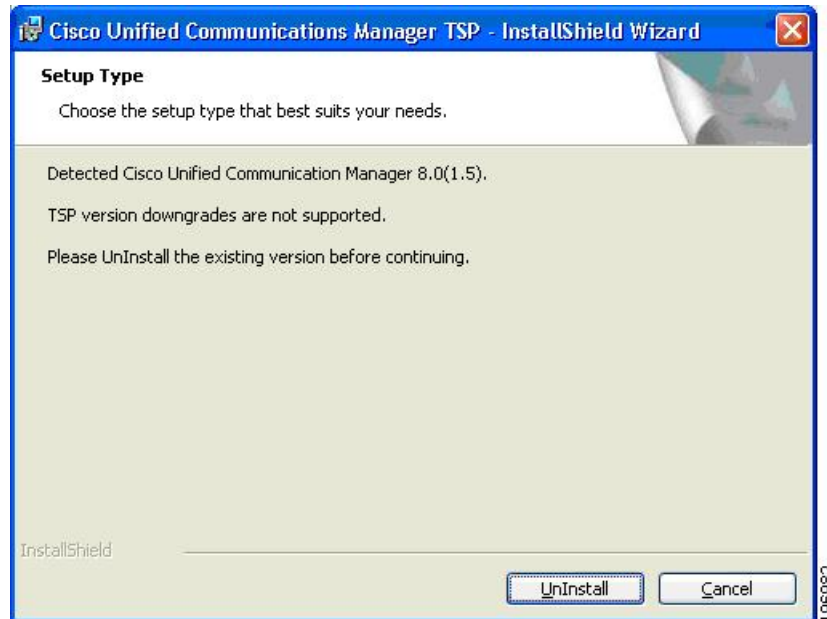 Cisco Unified Communications Manager TSP - InstallShield Wizard
Setup Type
Choose the setup type that best suits your needs.
Detected Cisco Unified Communication Manager 8.0(1.5).
TSP version downgrades are not supported.
Please UnInstall the existing version before continuing.
InstallShield
UnInstall
Cancel